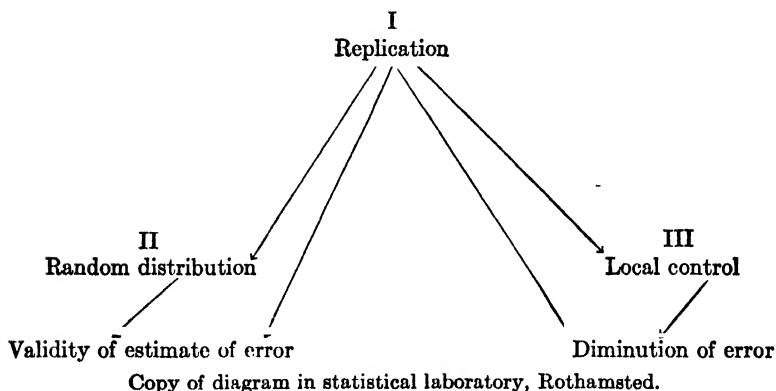 I
Replication
II
Random distribution
III
Local control
Validity of estimate of error
Diminution of error
Copy of diagram in statistical laboratory, Rothamsted.